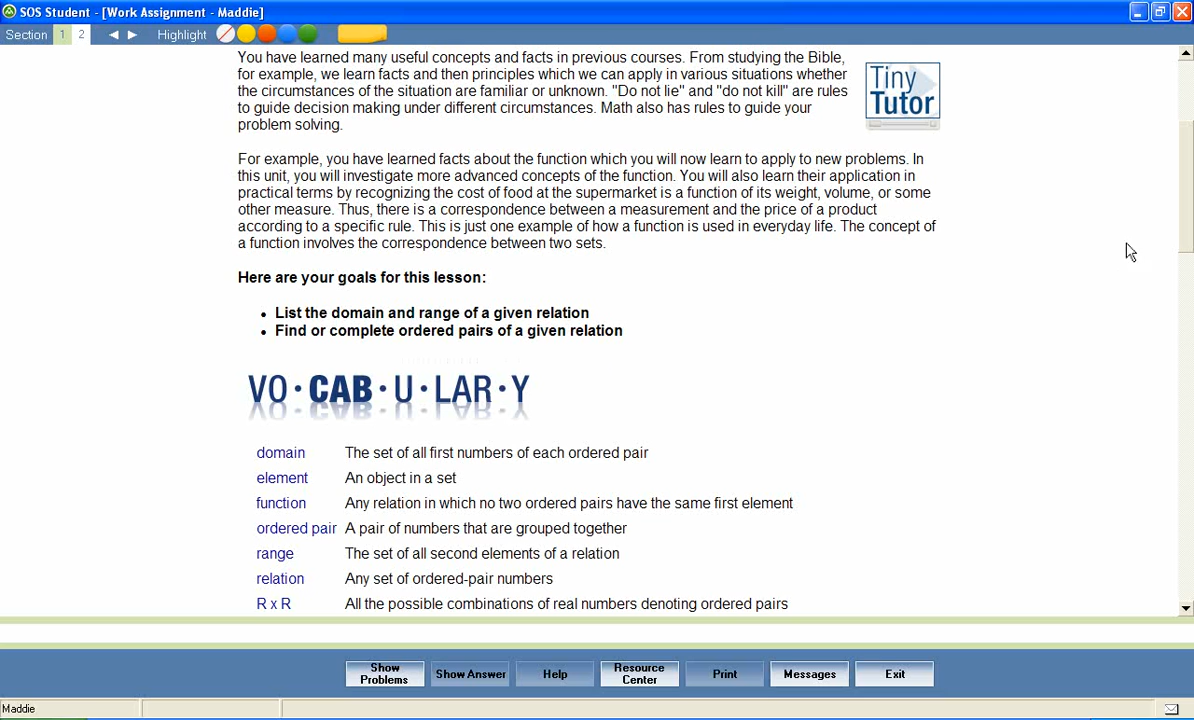 SOS Student - [Work Assignment - Maddie]
Section 1 2 Highlight
You have learned many useful concepts and facts in previous courses. From studying the Bible,
for example, we learn facts and then principles which we can apply in various situations whether
the circumstances of the situation are familiar or unknown. "Do not lie" and "do not kill" are rules
to guide decision making under different circumstances. Math also has rules to guide your
problem solving.
Tiny
Tutor
For example, you have learned facts about the function which you will now learn to apply to new problems. In
this unit, you will investigate more advanced concepts of the function. You will also learn their application in
practical terms by recognizing the cost of food at the supermarket is a function of its weight, volume, or some
other measure. Thus, there is a correspondence between a measurement and the price of a product
according to a specific rule. This is just one example of how a function is used in everyday life. The concept of
a function involves the correspondence between two sets.
Here are your goals for this lesson:
• List the domain and range of a given relation
• Find or complete ordered pairs of a given relation
VO·CAB·U·LAR·Y
domain The set of all first numbers of each ordered pair
element An object in a set
function Any relation in which no two ordered pairs have the same first element
ordered pair A pair of numbers that are grouped together
range The set of all second elements of a relation
relation Any set of ordered-pair numbers
R x R All the possible combinations of real numbers denoting ordered pairs
Show Problems Show Answer Help Resource Center Print Messages Exit
Maddie